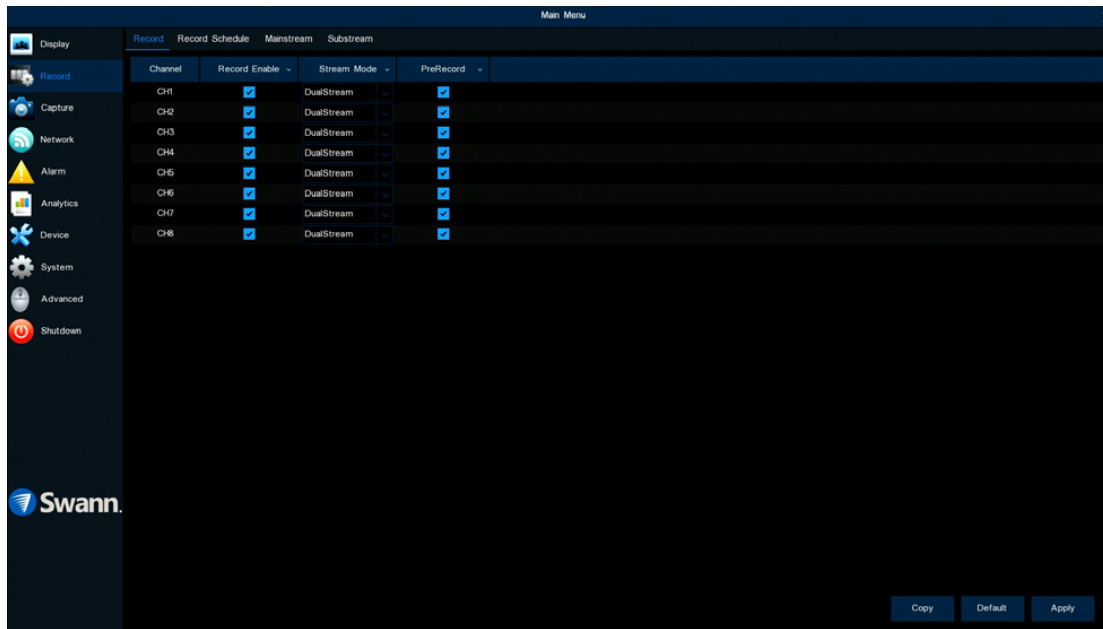 Main Menu
Display
Record
Capture
Network
Alarm
Analytics
Device
System
Advanced
Shutdown
Swann.
Record Record Schedule Mainstream Substream
Channel Record Enable Stream Mode PreRecord
CH1 DualStream
CH2 DualStream
CH3 DualStream
CH4 DualStream
CH5 DualStream
CH6 DualStream
CH7 DualStream
CH8 DualStream
Copy Default Apply